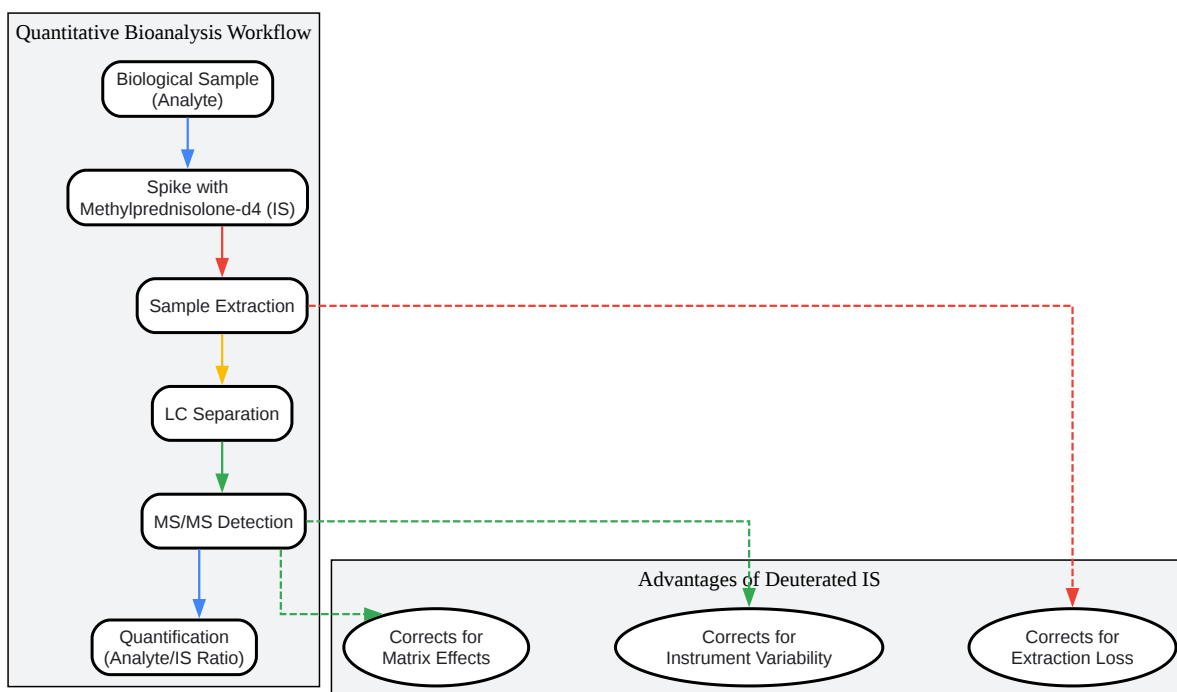 Quantitative Bioanalysis Workflow
Biological Sample
(Analyte)
Spike with
Methylprednisolone-d4 (IS)
Sample Extraction
LC Separation
MS/MS Detection
Quantification
(Analyte/IS Ratio)
Advantages of Deuterated IS
Corrects for
Matrix Effects
Corrects for
Instrument Variability
Corrects for
Extraction Loss